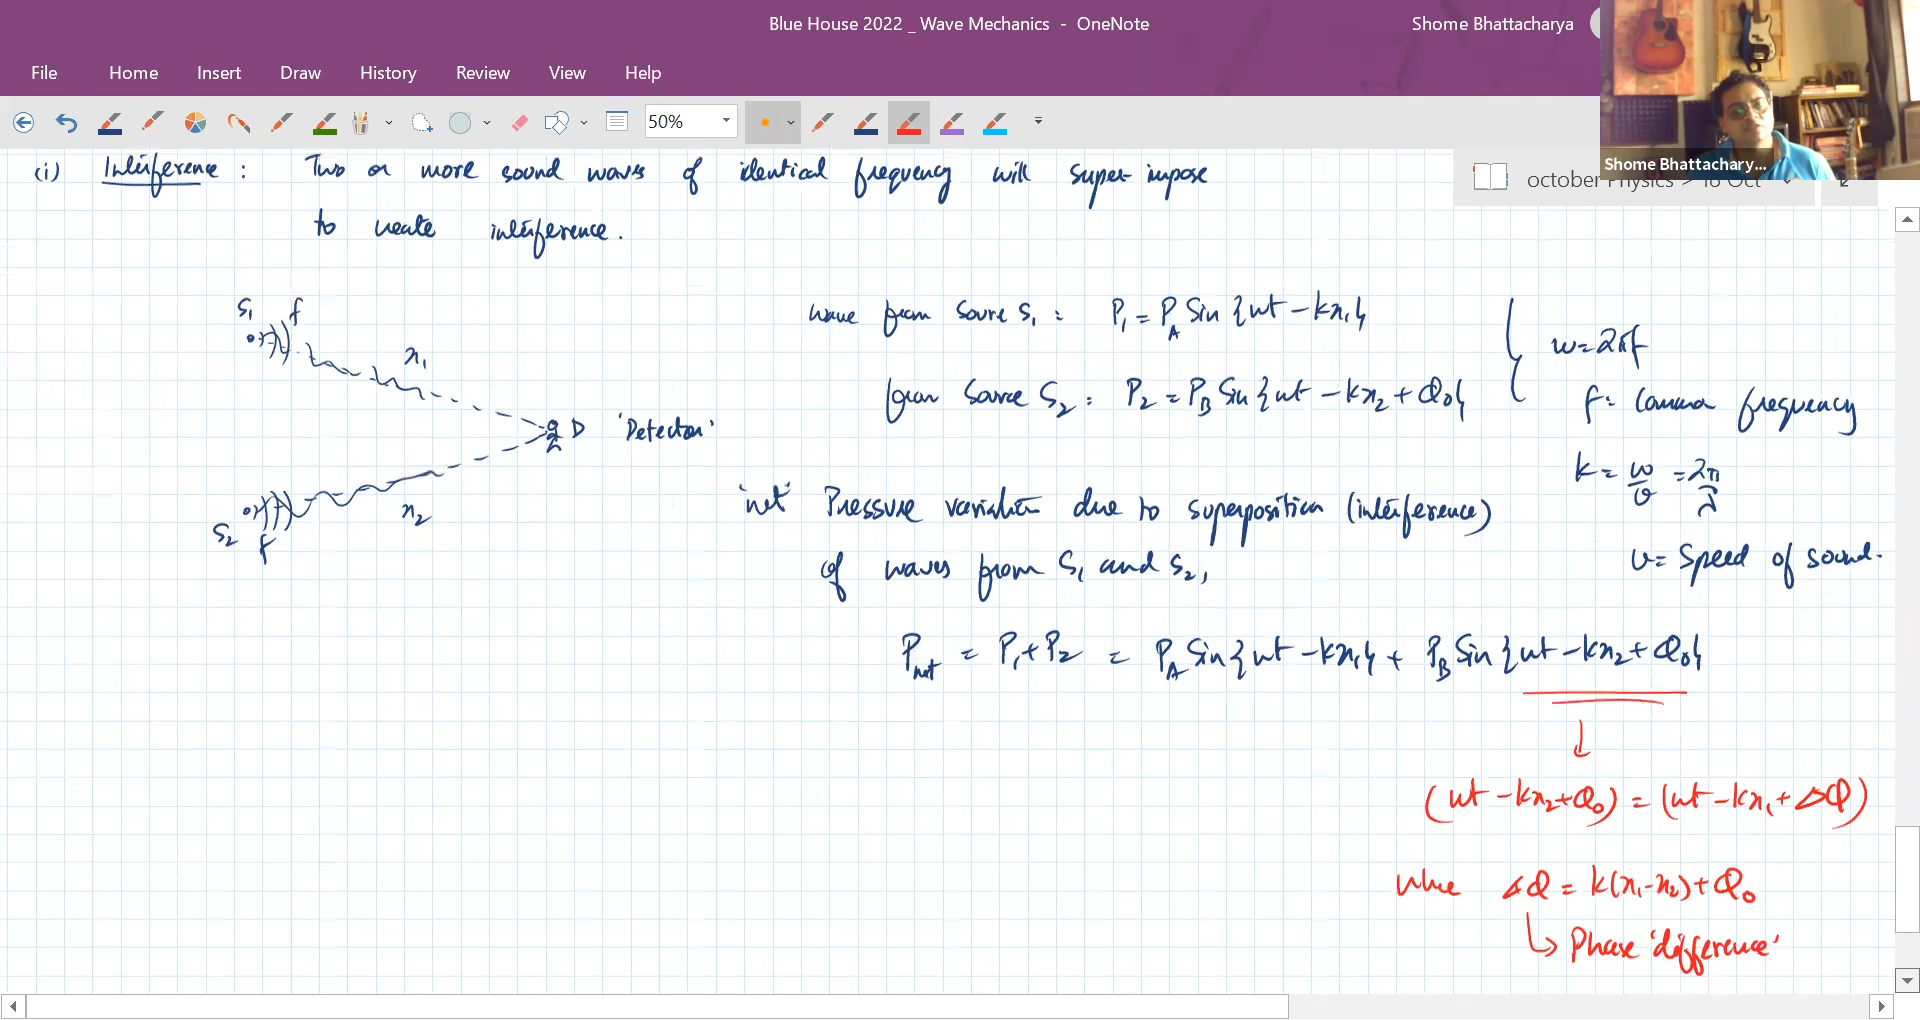 Blue House 2022 _ Wave Mechanics - OneNote
Shome Bhattacharya
File Home Insert Draw History Review View Help
50%
Shome Bhattachary...
october Physics > 18 Oct
(i) Interference : Two or more sound waves of identical frequency will super-impose
to create interference.
S₁ f
x₁
D 'Detector'
x₂
S₂ f
wave from Source S₁ : P₁ = P_A Sin {ωt - kx₁}
from Source S₂ : P₂ = P_B Sin {ωt - kx₂ + φ₀}
ω = 2πf
f = Common frequency
k = ω/v = 2π/λ
v = Speed of sound.
'net' Pressure variation due to superposition (interference)
of waves from S₁ and S₂,
P_net = P₁ + P₂ = P_A Sin {ωt - kx₁} + P_B Sin {ωt - kx₂ + φ₀}
↓
(ωt - kx₂ + φ₀) = (ωt - kx₁ + Δφ)
where Δφ = k(x₁ - x₂) + φ₀
↳ Phase 'difference'